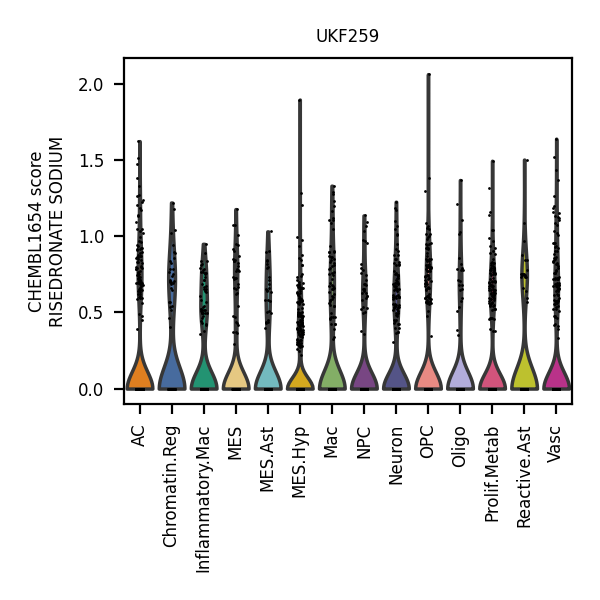 UKF259
CHEMBL1654 score
RISEDRONATE SODIUM
2.0
1.5
1.0
0.5
0.0
AC
Chromatin.Reg
Inflammatory.Mac
MES
MES.Ast
MES.Hyp
Mac
NPC
Neuron
OPC
Oligo
Prolif.Metab
Reactive.Ast
Vasc